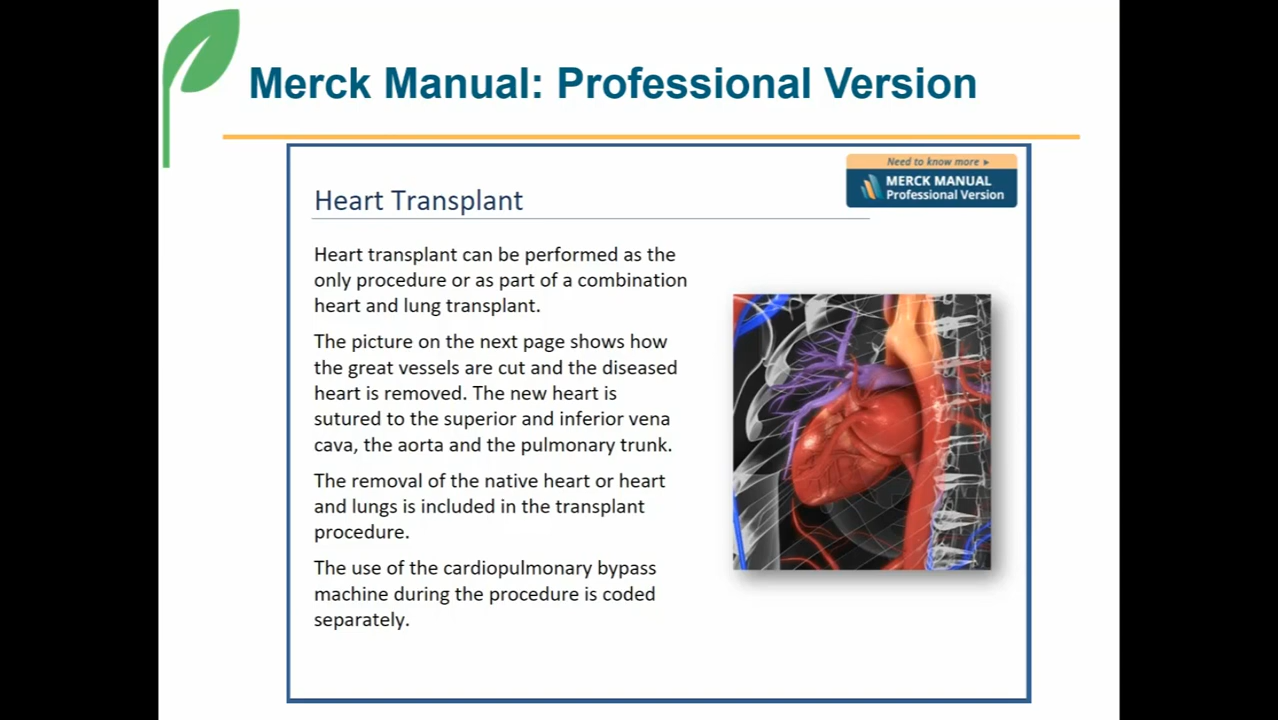 Merck Manual: Professional Version
Need to know more ►
MERCK MANUAL
Professional Version
Heart Transplant
Heart transplant can be performed as the
only procedure or as part of a combination
heart and lung transplant.
The picture on the next page shows how
the great vessels are cut and the diseased
heart is removed. The new heart is
sutured to the superior and inferior vena
cava, the aorta and the pulmonary trunk.
The removal of the native heart or heart
and lungs is included in the transplant
procedure.
The use of the cardiopulmonary bypass
machine during the procedure is coded
separately.